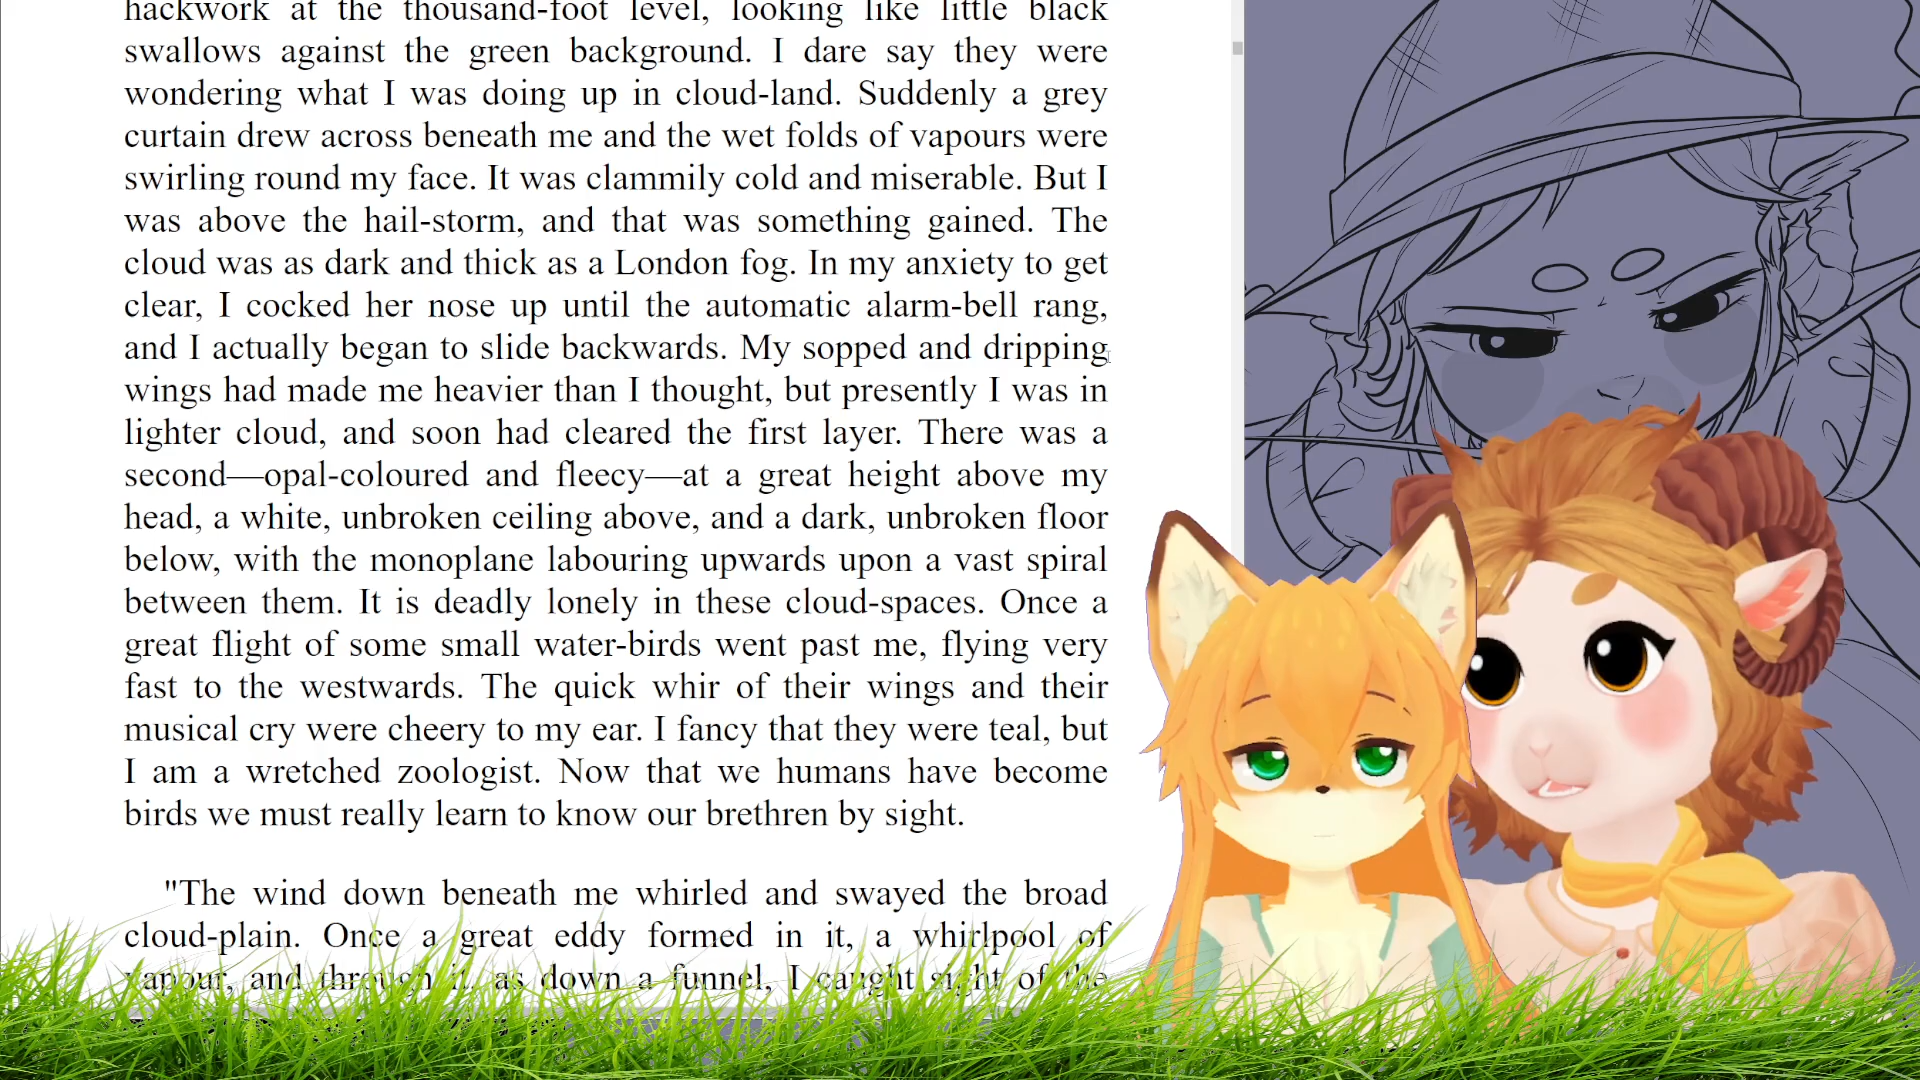 hackwork at the thousand-foot level, looking like little black
swallows against the green background. I dare say they were
wondering what I was doing up in cloud-land. Suddenly a grey
curtain drew across beneath me and the wet folds of vapours were
swirling round my face. It was clammily cold and miserable. But I
was above the hail-storm, and that was something gained. The
cloud was as dark and thick as a London fog. In my anxiety to get
clear, I cocked her nose up until the automatic alarm-bell rang,
and I actually began to slide backwards. My sopped and dripping
wings had made me heavier than I thought, but presently I was in
lighter cloud, and soon had cleared the first layer. There was a
second—opal-coloured and fleecy—at a great height above my
head, a white, unbroken ceiling above, and a dark, unbroken floor
below, with the monoplane labouring upwards upon a vast spiral
between them. It is deadly lonely in these cloud-spaces. Once a
great flight of some small water-birds went past me, flying very
fast to the westwards. The quick whir of their wings and their
musical cry were cheery to my ear. I fancy that they were teal, but
I am a wretched zoologist. Now that we humans have become
birds we must really learn to know our brethren by sight.
"The wind down beneath me whirled and swayed the broad
cloud-plain. Once a great eddy formed in it, a whirlpool of
vapour, and through it, as down a funnel, I caught sight of the